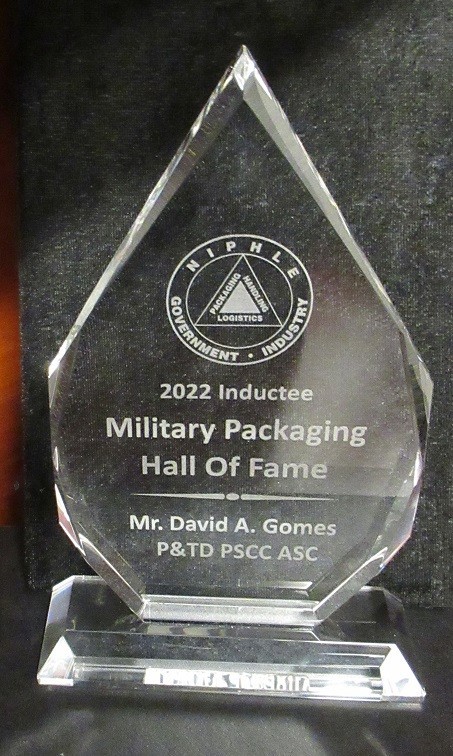 NIPHLE
PACKAGING
HANDLING
LOGISTICS
GOVERNMENT • INDUSTRY
2022 Inductee
Military Packaging
Hall Of Fame
Mr. David A. Gomes
P&TD PSCC ASC